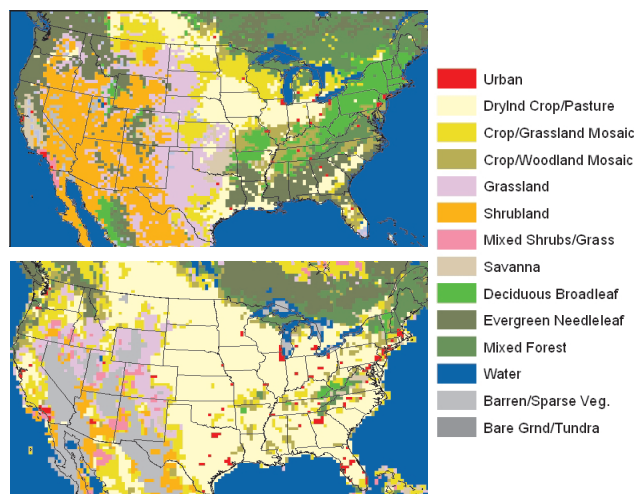 Urban
Drylnd Crop/Pasture
Crop/Grassland Mosaic
Crop/Woodland Mosaic
Grassland
Shrubland
Mixed Shrubs/Grass
Savanna
Deciduous Broadleaf
Evergreen Needleleaf
Mixed Forest
Water
Barren/Sparse Veg.
Bare Grnd/Tundra